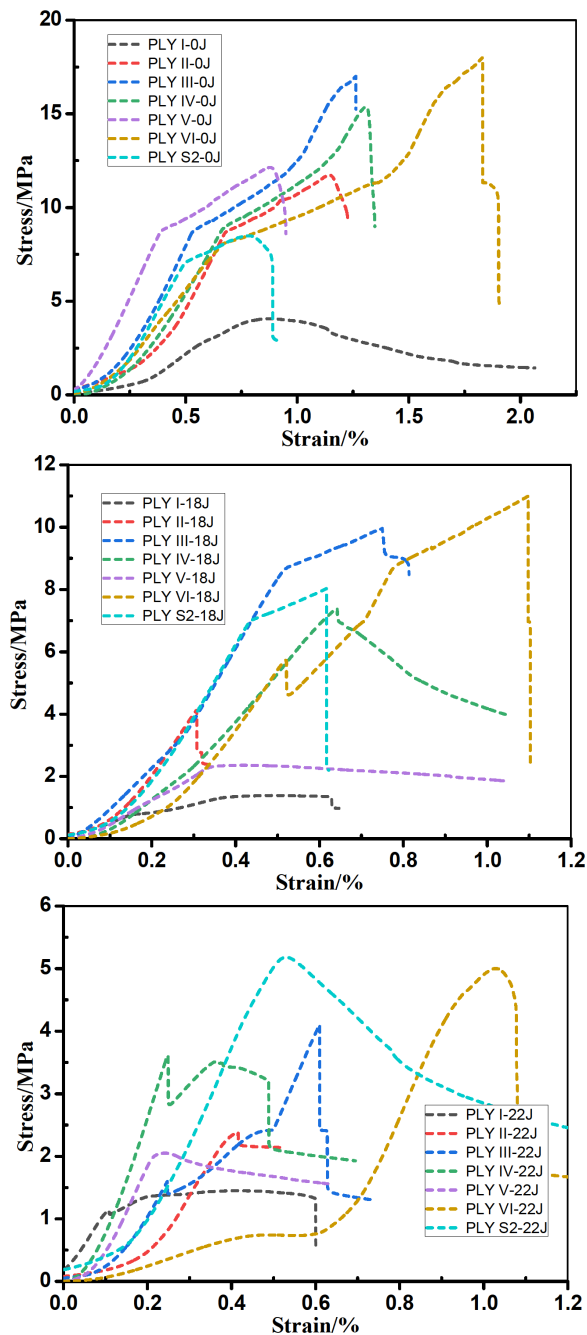 20
15
10
5
0
Stress/MPa
PLY I-0J
PLY II-0J
PLY III-0J
PLY IV-0J
PLY V-0J
PLY VI-0J
PLY S2-0J
0.0 0.5 1.0 1.5 2.0
Strain/%
12
10
8
6
4
2
0
Stress/MPa
PLY I-18J
PLY II-18J
PLY III-18J
PLY IV-18J
PLY V-18J
PLY VI-18J
PLY S2-18J
0.0 0.2 0.4 0.6 0.8 1.0 1.2
Strain/%
6
5
4
3
2
1
0
Stress/MPa
PLY I-22J
PLY II-22J
PLY III-22J
PLY IV-22J
PLY V-22J
PLY VI-22J
PLY S2-22J
0.0 0.2 0.4 0.6 0.8 1.0 1.2
Strain/%